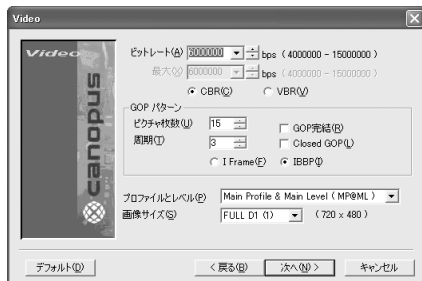 Video
Video
canopus
ビットレート(A) 8000000 bps ( 4000000 - 15000000 )
最大(X) 6000000 bps ( 4000000 - 15000000 )
CBR(C) VBR(V)
GOP パターン
ピクチャ枚数(U) 15 GOP完結(R)
周期(T) 3 Closed GOP(L)
I Frame(F) IBBP(I)
プロファイルとレベル(P) Main Profile & Main Level ( MP@ML )
画像サイズ(S) FULL D1 (1) ( 720 x 480 )
デフォルト(D) < 戻る(B) 次へ(N) > キャンセル